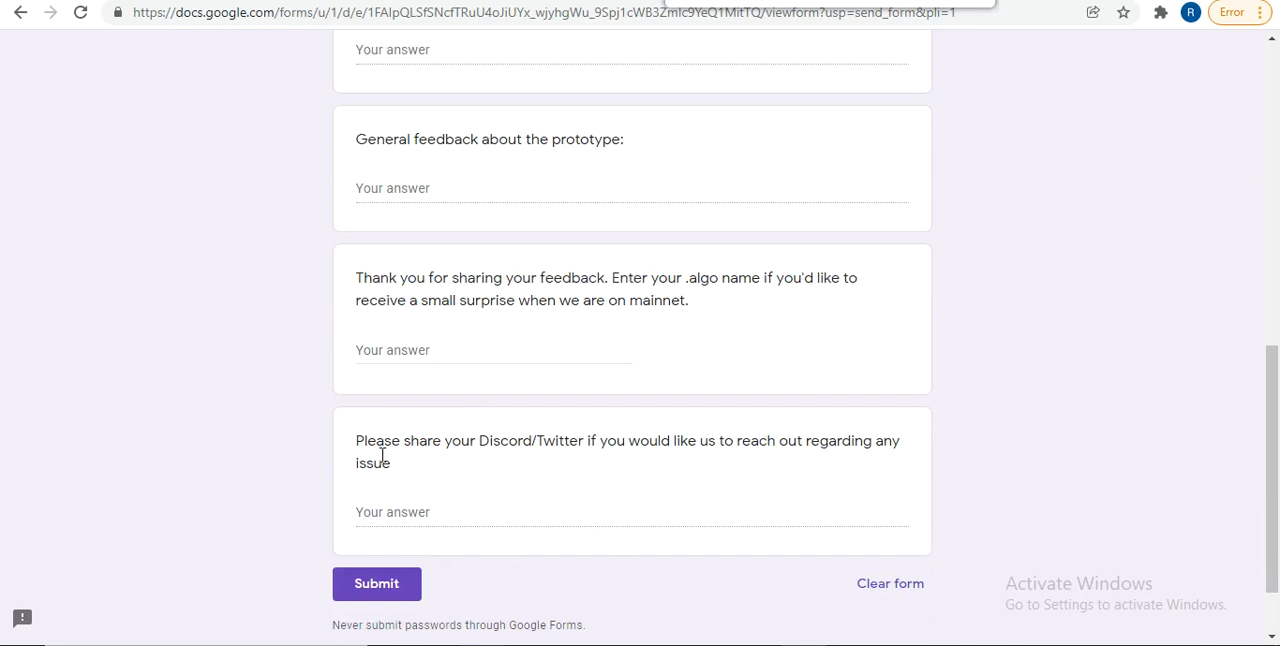 https://docs.google.com/forms/u/1/d/e/1FAIpQLSfSNcfTRuU4oJiUYx_wjyhgWu_9Spj1cWB3ZmIc9YeQ1MitTQ/viewform?usp=send_form&pli=1
R
Error
Your answer
General feedback about the prototype:
Your answer
Thank you for sharing your feedback. Enter your .algo name if you'd like to
receive a small surprise when we are on mainnet.
Your answer
Please share your Discord/Twitter if you would like us to reach out regarding any
issue
Your answer
Submit
Clear form
Activate Windows
Go to Settings to activate Windows.
Never submit passwords through Google Forms.